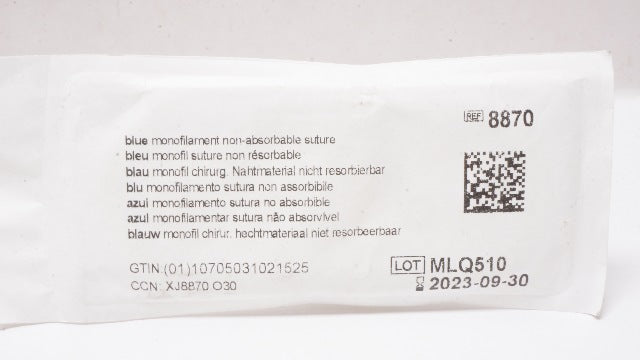 REF 8870
blue monofilament non-absorbable suture
bleu monofil suture non résorbable
blau monofil chirurg. Nahtmaterial nicht resorbierbar
blu monofilamento sutura non assorbibile
azul monofilamento sutura no absorbible
azul monofilamentar sutura não absorvível
blauw monofil chirur. hechtmateriaal niet resorbeerbaar
GTIN:(01)10705031021525
CCN: XJ8870 O30
LOT MLQ510
2023-09-30